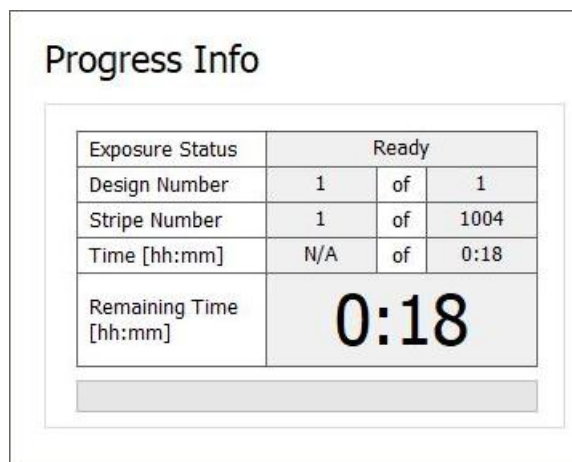 Progress Info
Exposure Status Ready
Design Number 1 of 1
Stripe Number 1 of 1004
Time [hh:mm] N/A of 0:18
Remaining Time
[hh:mm]
0:18